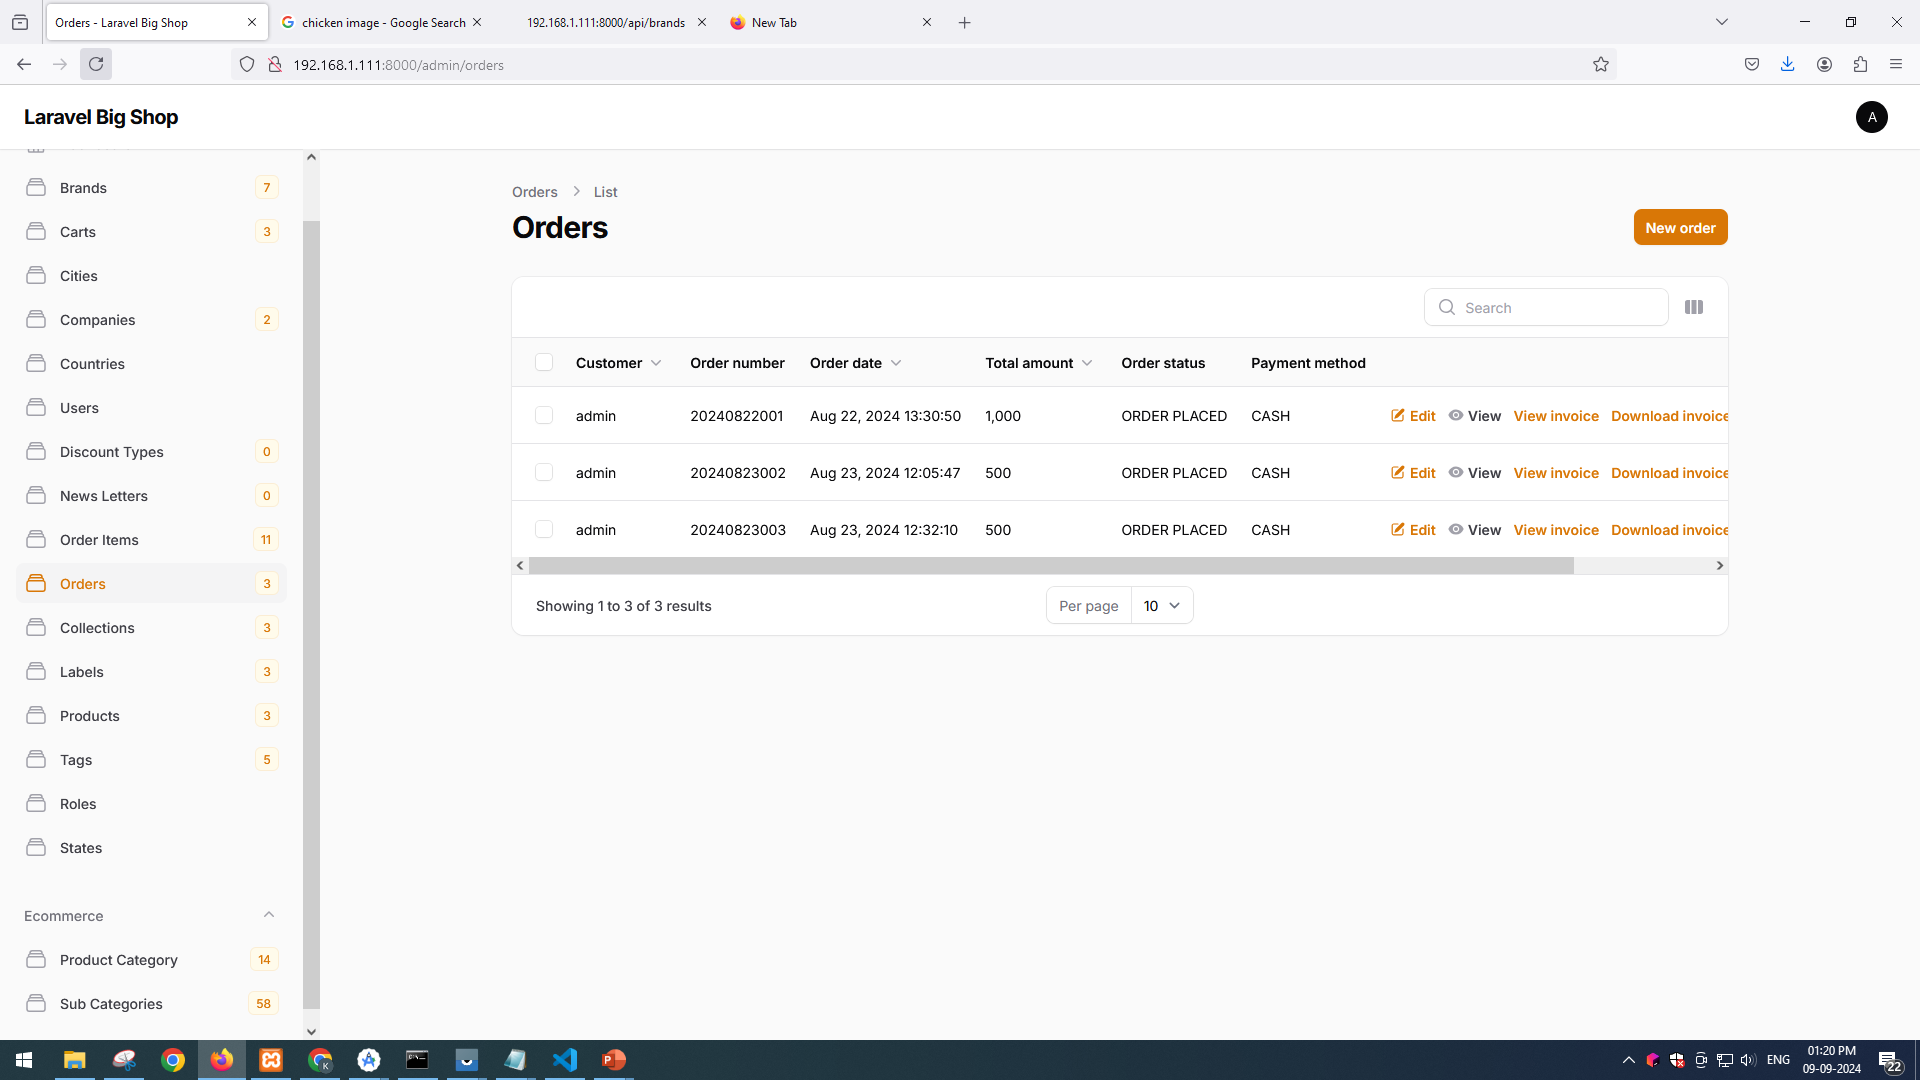 Orders - Laravel Big Shop
chicken image - Google Search
192.168.1.111:8000/api/brands
New Tab
192.168.1.111:8000/admin/orders
Laravel Big Shop
A
Brands 7
Carts 3
Cities
Companies 2
Countries
Users
Discount Types 0
News Letters 0
Order Items 11
Orders 3
Collections 3
Labels 3
Products 3
Tags 5
Roles
States
Ecommerce
Product Category 14
Sub Categories 58
Orders > List
Orders
New order
Search
Customer Order number Order date Total amount Order status Payment method
admin 20240822001 Aug 22, 2024 13:30:50 1,000 ORDER PLACED CASH Edit View View invoice Download invoice
admin 20240823002 Aug 23, 2024 12:05:47 500 ORDER PLACED CASH Edit View View invoice Download invoice
admin 20240823003 Aug 23, 2024 12:32:10 500 ORDER PLACED CASH Edit View View invoice Download invoice
Showing 1 to 3 of 3 results
Per page 10
ENG
01:20 PM
09-09-2024
22